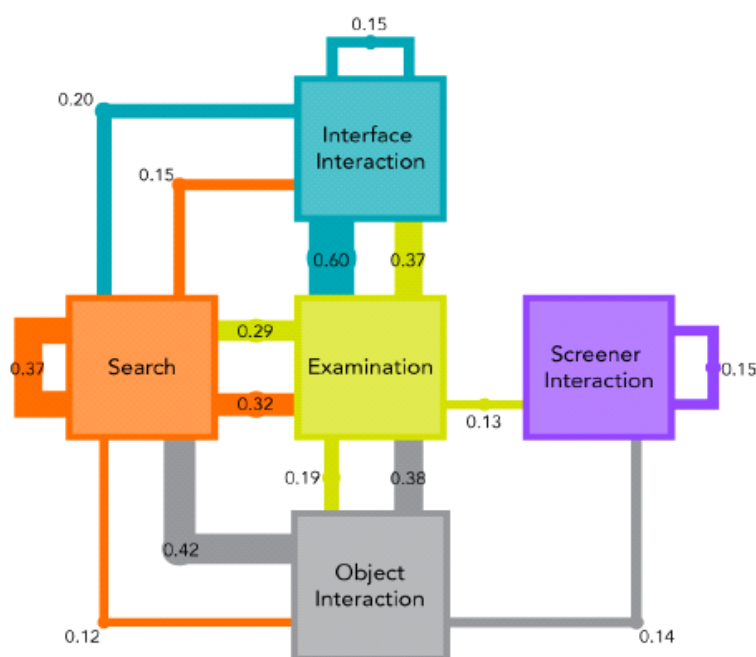 0.15
0.20
Interface
Interaction
0.15
0.60
0.37
0.29
Search
Examination
Screener
Interaction
0.37
0.15
0.32
0.13
0.19
0.38
0.42
Object
Interaction
0.12
0.14